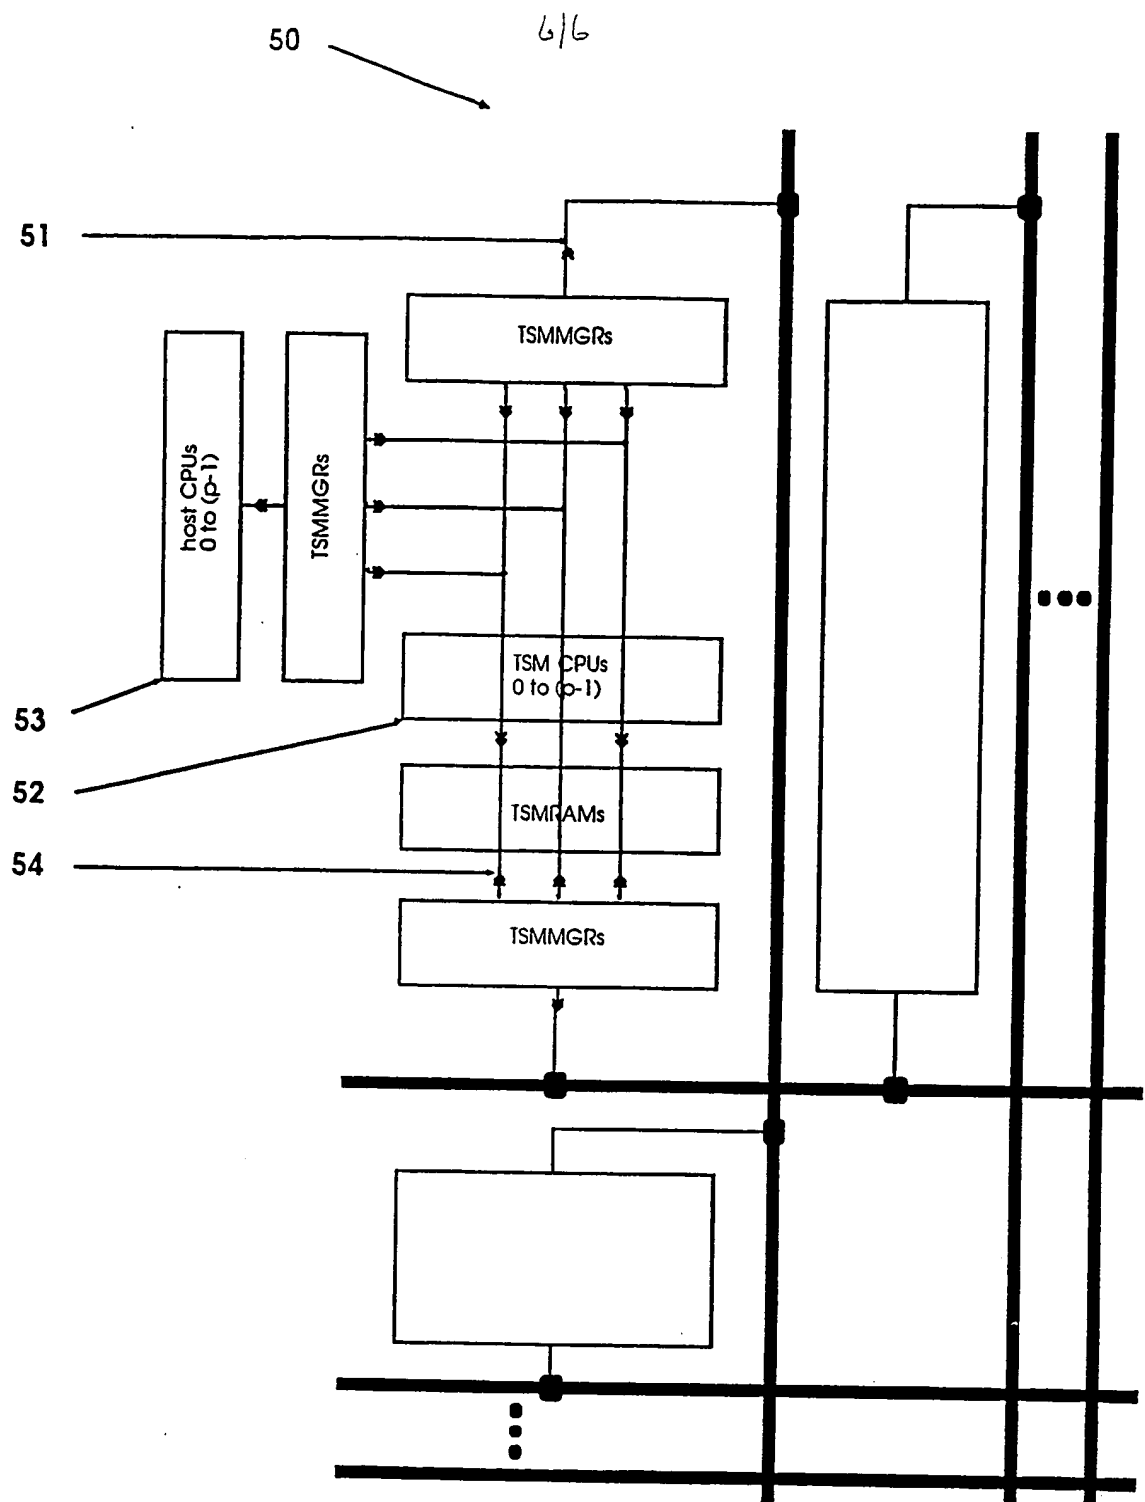 50
6/6
51
TSMMGRs
host CPUs
0 to (p-1)
TSMMGRs
TSM CPUs
0 to (p-1)
53
52
TSMRAMs
54
TSMMGRs